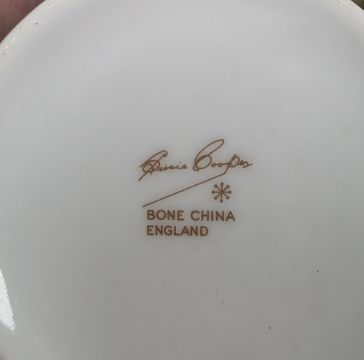 Susie Cooper
BONE CHINA
ENGLAND